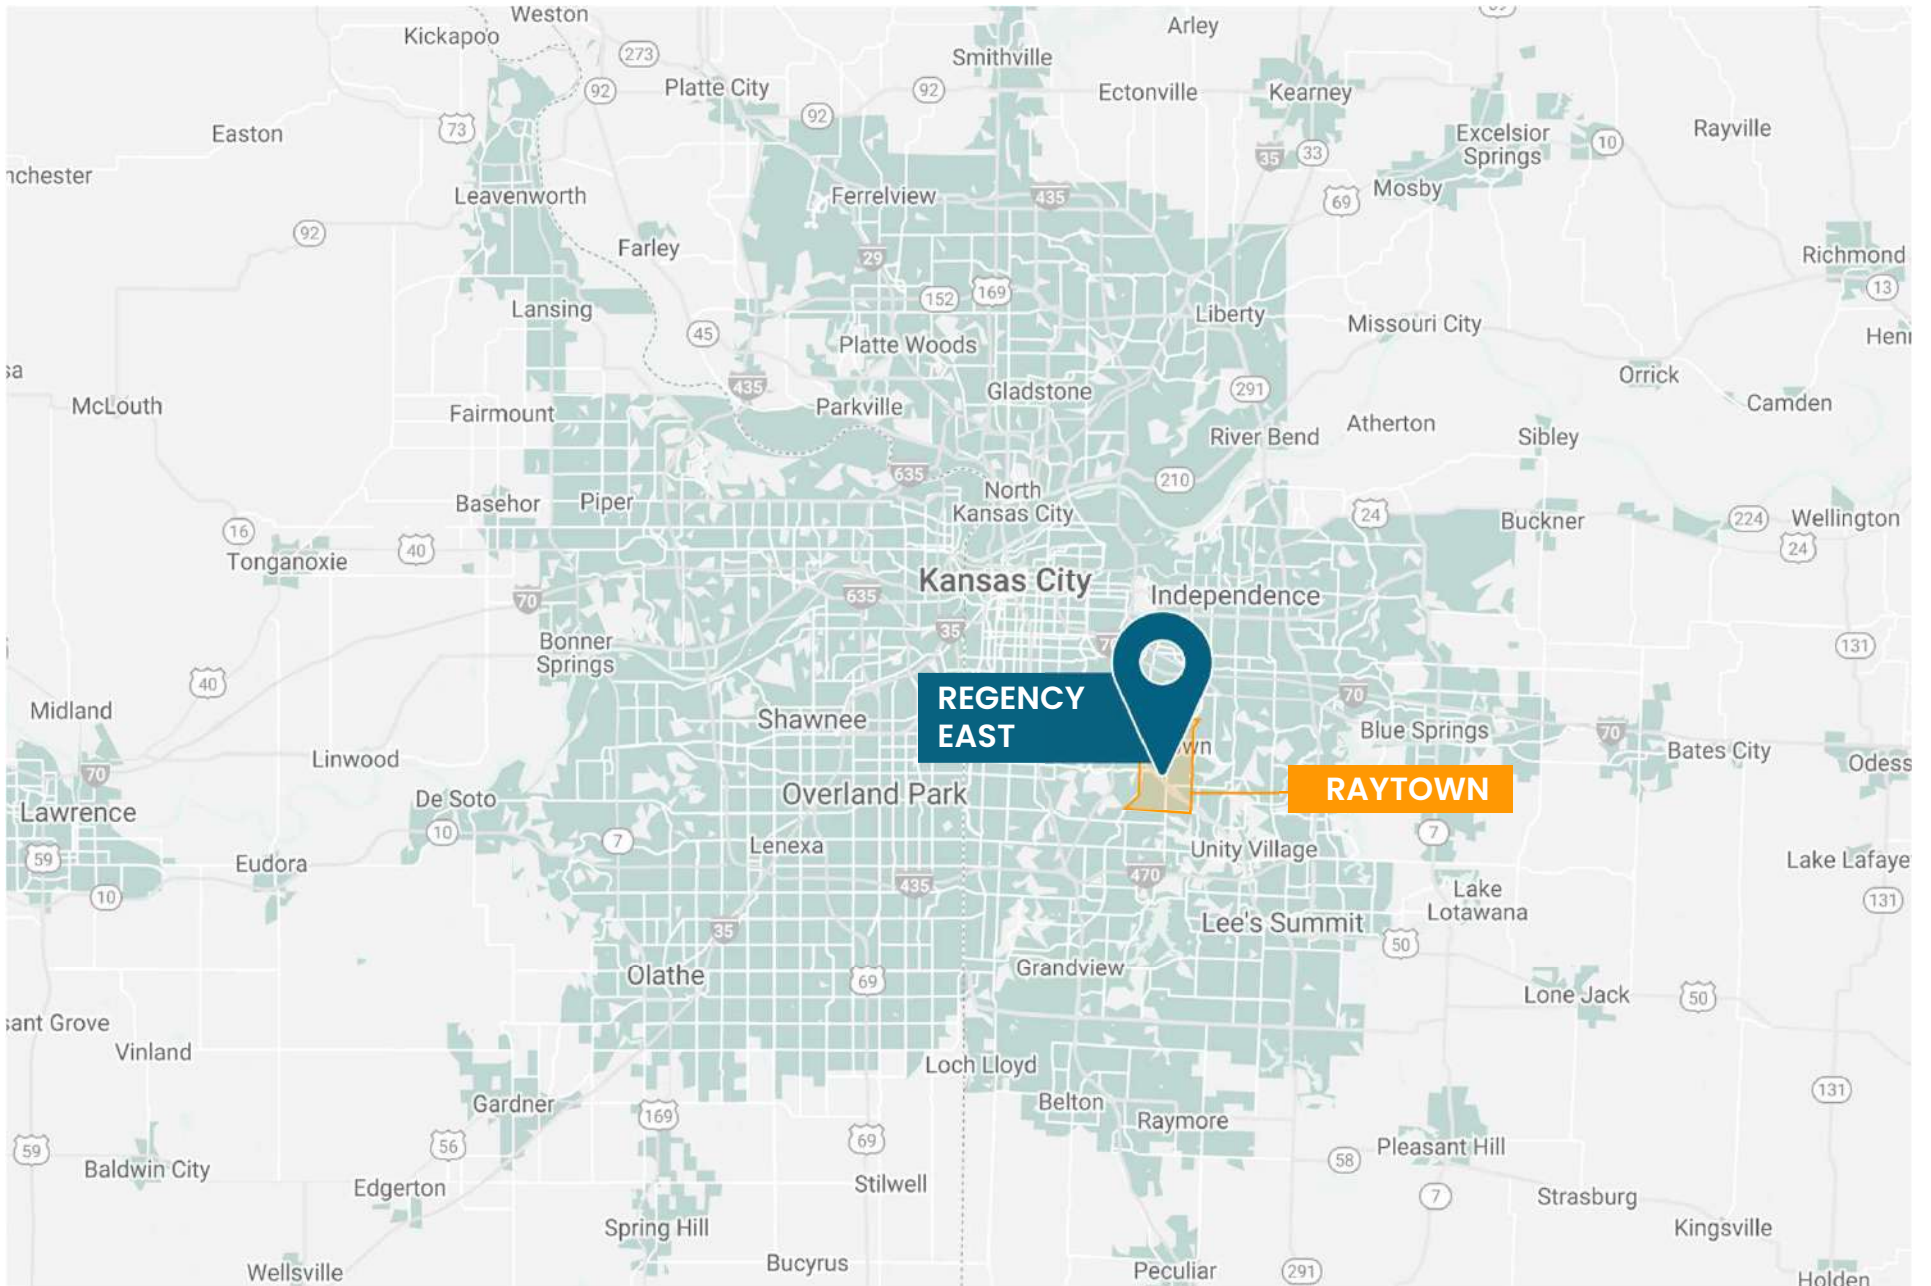 Weston
Kickapoo
Arley
273
Smithville
92
Platte City
92
Ectonville
Kearney
92
73
Easton
Excelsior
Springs
10
Rayville
35
33
nchester
Leavenworth
Ferrelview
435
Mosby
69
92
Farley
29
Richmond
152
169
13
Lansing
Liberty
Missouri City
45
Platte Woods
Henr
sa
435
Gladstone
291
Orrick
McLouth
Fairmount
Parkville
Camden
River Bend
Atherton
Sibley
635
210
Basehor
Piper
North
Kansas City
24
Buckner
224
Wellington
16
40
24
Tonganoxie
Kansas City
Independence
70
635
35
70
Bonner
Springs
131
40
REGENCY
EAST
70
Midland
Shawnee
Blue Springs
70
own
Bates City
Linwood
Odess
70
RAYTOWN
De Soto
Overland Park
Lawrence
10
7
7
Lenexa
Unity Village
59
Eudora
Lake Lafaye
10
435
470
Lake
Lotawana
131
35
Lee's Summit
50
Olathe
69
Grandview
Lone Jack
50
sant Grove
Vinland
Loch Lloyd
131
Gardner
169
Belton
Raymore
59
56
69
Pleasant Hill
58
Baldwin City
Edgerton
Stilwell
7
Strasburg
Spring Hill
Kingsville
Wellsville
Bucyrus
Peculiar
291
Holden